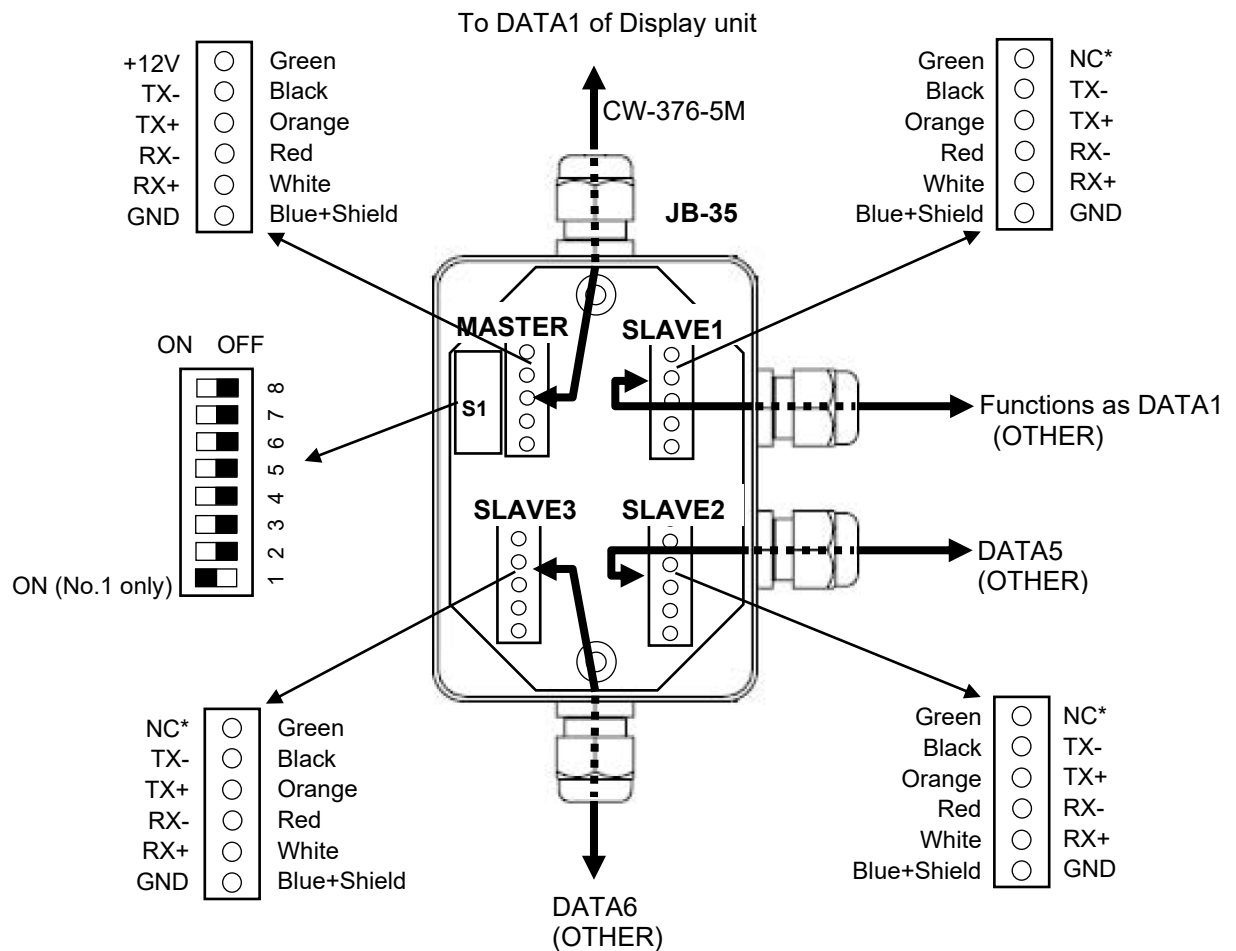 To DATA1 of Display unit
+12V Green
TX- Black
TX+ Orange
RX- Red
RX+ White
GND Blue+Shield
CW-376-5M
JB-35
Green NC*
Black TX-
Orange TX+
Red RX-
White RX+
Blue+Shield GND
MASTER
SLAVE1
S1
ON OFF
8
7
6
5
4
3
2
1
ON (No.1 only)
Functions as DATA1
(OTHER)
SLAVE3
SLAVE2
DATA5
(OTHER)
NC* Green
TX- Black
TX+ Orange
RX- Red
RX+ White
GND Blue+Shield
Green NC*
Black TX-
Orange TX+
Red RX-
White RX+
Blue+Shield GND
DATA6
(OTHER)